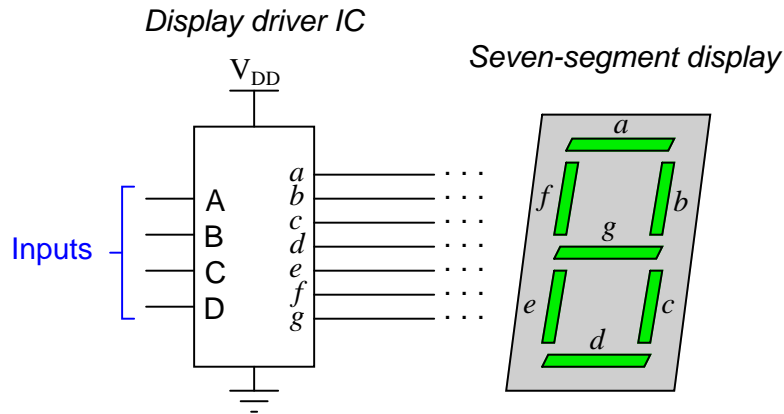 Display driver IC
Seven-segment display
VDD
Inputs
A
B
C
D
a
b
c
d
e
f
g
a
f
b
g
e
c
d